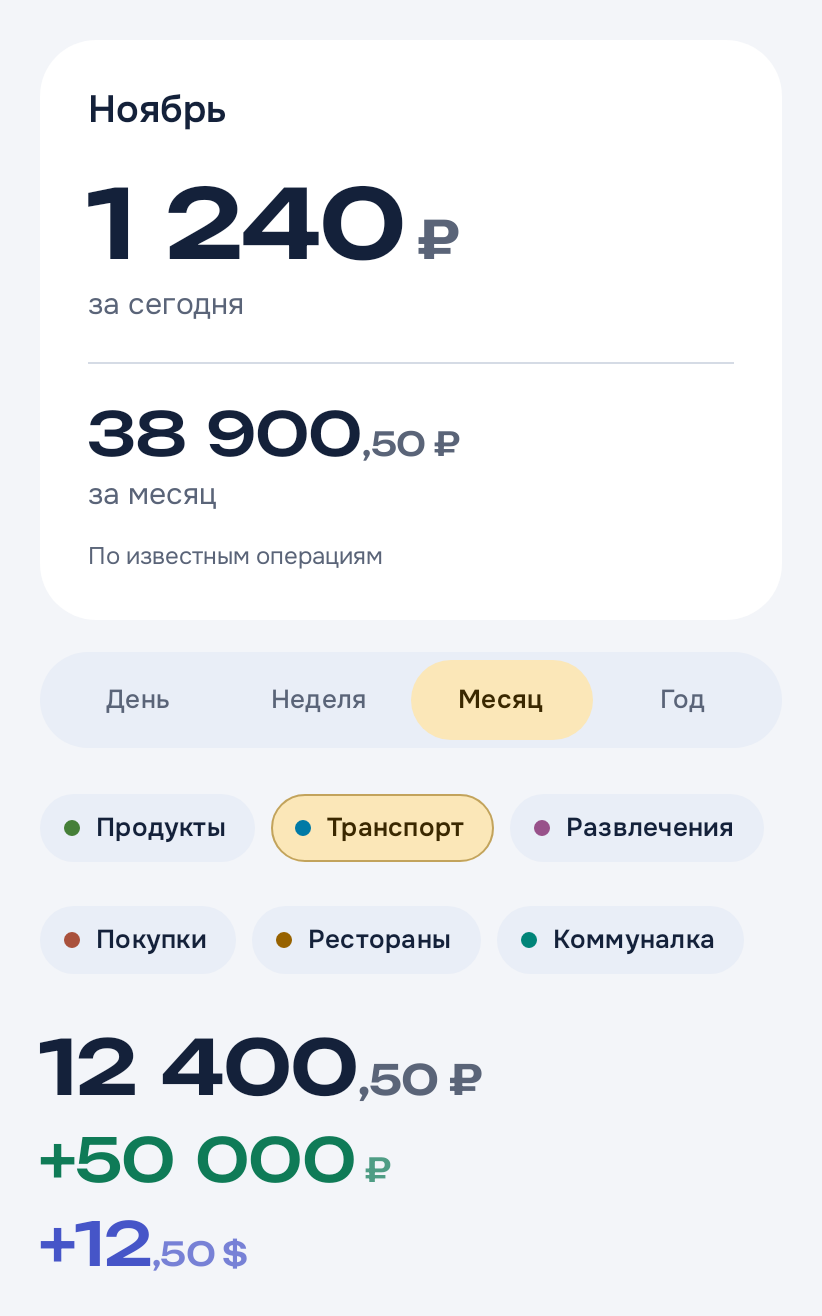 Ноябрь
1 240 ₽
за сегодня
38 900,50 ₽
за месяц
По известным операциям
День Неделя Месяц Год
Продукты Транспорт Развлечения
Покупки Рестораны Коммуналка
12 400,50 ₽
+50 000 ₽
+12,50 $